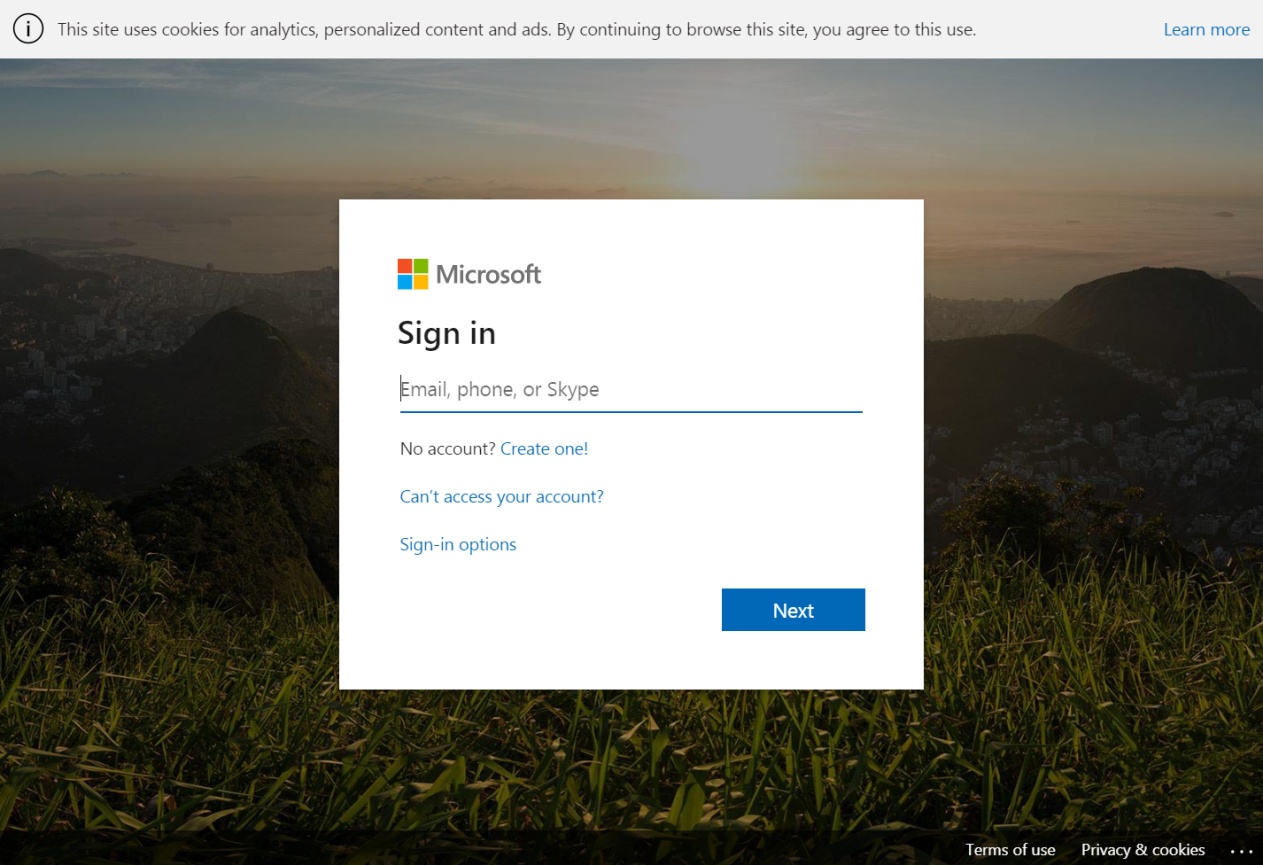 This site uses cookies for analytics, personalized content and ads. By continuing to browse this site, you agree to this use.
Learn more
Microsoft
Sign in
Email, phone, or Skype
No account? Create one!
Can't access your account?
Sign-in options
Next
Terms of use
Privacy & cookies
...